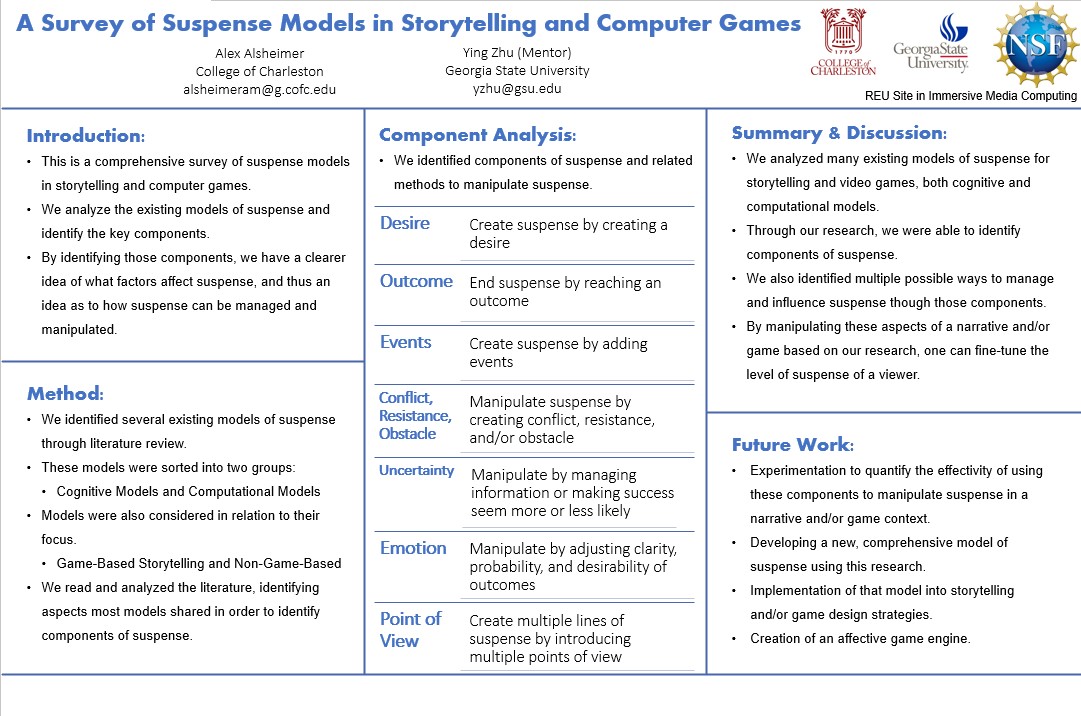 A Survey of Suspense Models in Storytelling and Computer Games
Alex Alsheimer
College of Charleston
alsheimeram@g.cofc.edu
Ying Zhu (Mentor)
Georgia State University
yzhu@gsu.edu
1770
COLLEGE of
CHARLESTON
GeorgiaState
University
NSF
REU Site in Immersive Media Computing
Introduction:
• This is a comprehensive survey of suspense models
in storytelling and computer games.
• We analyze the existing models of suspense and
identify the key components.
• By identifying those components, we have a clearer
idea of what factors affect suspense, and thus an
idea as to how suspense can be managed and
manipulated.
Method:
• We identified several existing models of suspense
through literature review.
• These models were sorted into two groups:
• Cognitive Models and Computational Models
• Models were also considered in relation to their
focus.
• Game-Based Storytelling and Non-Game-Based
• We read and analyzed the literature, identifying
aspects most models shared in order to identify
components of suspense.
Component Analysis:
• We identified components of suspense and related
methods to manipulate suspense.
Desire
Create suspense by creating a
desire
Outcome
End suspense by reaching an
outcome
Events
Create suspense by adding
events
Conflict,
Resistance,
Obstacle
Manipulate suspense by
creating conflict, resistance,
and/or obstacle
Uncertainty
Manipulate by managing
information or making success
seem more or less likely
Emotion
Manipulate by adjusting clarity,
probability, and desirability of
outcomes
Point of
View
Create multiple lines of
suspense by introducing
multiple points of view
Summary & Discussion:
• We analyzed many existing models of suspense for
storytelling and video games, both cognitive and
computational models.
• Through our research, we were able to identify
components of suspense.
• We also identified multiple possible ways to manage
and influence suspense though those components.
• By manipulating these aspects of a narrative and/or
game based on our research, one can fine-tune the
level of suspense of a viewer.
Future Work:
• Experimentation to quantify the effectivity of using
these components to manipulate suspense in a
narrative and/or game context.
• Developing a new, comprehensive model of
suspense using this research.
• Implementation of that model into storytelling
and/or game design strategies.
• Creation of an affective game engine.